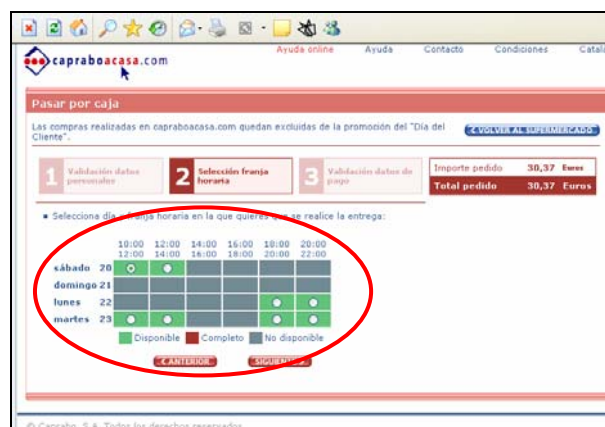 caprabocasa.com
Ayuda online Ayuda Contacto Condiciones Catal
Pasar por caja
Las compras realizadas en capraboacasa.com quedan excluidas de la promoción del "Día del
Cliente".
VOLVER AL SUPERMERCADO
1 Validación datos
personales
2 Selección franja
horaria
3 Validación datos de
pago
Importe pedido 30,37 Euros
Total pedido 30,37 Euros
Selecciona día y franja horaria en la que quieres que se realice la entrega:
10:00 12:00 14:00 16:00 18:00 20:00
12:00 14:00 16:00 18:00 20:00 22:00
sábado 20
domingo 21
lunes 22
martes 23
Disponible Completo No disponible
ANTERIOR SIGUIENTE
© Caprabo, S.A. Todos los derechos reservados